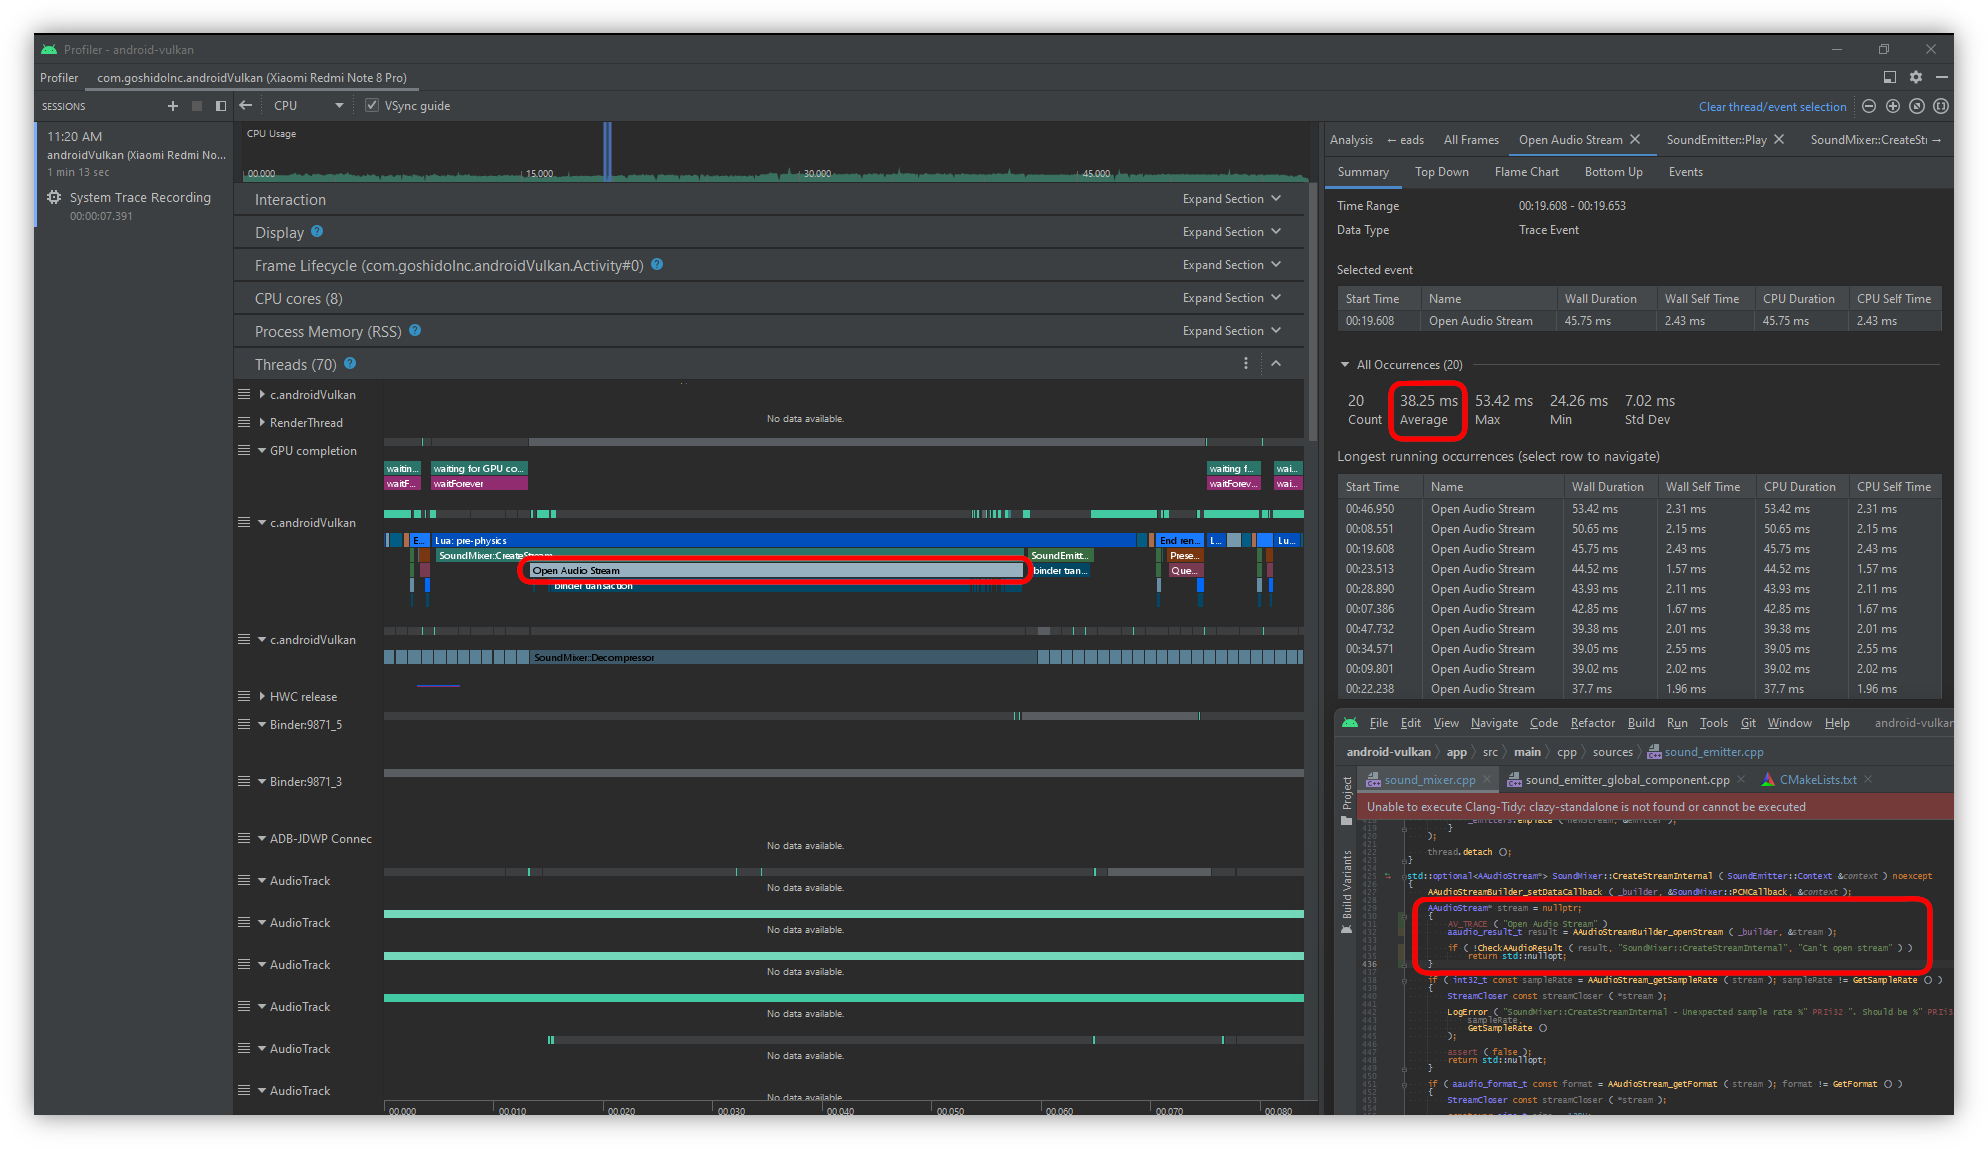 Profiler - android-vulkan
Profiler
com.goshidoInc.androidVulkan (Xiaomi Redmi Note 8 Pro)
SESSIONS
CPU
VSync guide
Clear thread/event selection
11:20 AM
androidVulkan (Xiaomi Redmi No...
1 min 13 sec
System Trace Recording
00:00:07.391
CPU Usage
00.000
15.000
30.000
45.000
Interaction
Expand Section
Display
Expand Section
Frame Lifecycle (com.goshidoInc.androidVulkan.Activity#0)
Expand Section
CPU cores (8)
Expand Section
Process Memory (RSS)
Expand Section
Threads (70)
c.androidVulkan
No data available.
RenderThread
GPU completion
waitin...
waiting for GPU co...
waiting f...
wai...
waitF...
waitForever
waitForev...
wai...
c.androidVulkan
E...
Lua: pre-physics
End ren...
L...
Lu...
SoundMixer::CreateStream
SoundEmitt...
Prese...
Open Audio Stream
binder tran...
Que...
binder transaction
c.androidVulkan
SoundMixer::Decompressor
HWC release
Binder:9871_5
Binder:9871_3
ADB-JDWP Connec
No data available.
AudioTrack
No data available.
AudioTrack
No data available.
AudioTrack
No data available.
AudioTrack
No data available.
AudioTrack
No data available.
AudioTrack
No data available.
00.000
00.010
00.020
00.030
00.040
00.050
00.060
00.070
00.080
Analysis
← eads
All Frames
Open Audio Stream
SoundEmitter::Play
SoundMixer::CreateStr →
Summary
Top Down
Flame Chart
Bottom Up
Events
Time Range
00:19.608 - 00:19.653
Data Type
Trace Event
Selected event
Start Time Name Wall Duration Wall Self Time CPU Duration CPU Self Time
00:19.608 Open Audio Stream 45.75 ms 2.43 ms 45.75 ms 2.43 ms
All Occurrences (20)
20 38.25 ms 53.42 ms 24.26 ms 7.02 ms
Count Average Max Min Std Dev
Longest running occurrences (select row to navigate)
Start Time Name Wall Duration Wall Self Time CPU Duration CPU Self Time
00:46.950 Open Audio Stream 53.42 ms 2.31 ms 53.42 ms 2.31 ms
00:08.551 Open Audio Stream 50.65 ms 2.15 ms 50.65 ms 2.15 ms
00:19.608 Open Audio Stream 45.75 ms 2.43 ms 45.75 ms 2.43 ms
00:23.513 Open Audio Stream 44.52 ms 1.57 ms 44.52 ms 1.57 ms
00:28.890 Open Audio Stream 43.93 ms 2.11 ms 43.93 ms 2.11 ms
00:07.386 Open Audio Stream 42.85 ms 1.67 ms 42.85 ms 1.67 ms
00:47.732 Open Audio Stream 39.38 ms 2.01 ms 39.38 ms 2.01 ms
00:34.571 Open Audio Stream 39.05 ms 2.55 ms 39.05 ms 2.55 ms
00:09.801 Open Audio Stream 39.02 ms 2.02 ms 39.02 ms 2.02 ms
00:22.238 Open Audio Stream 37.7 ms 1.96 ms 37.7 ms 1.96 ms
File Edit View Navigate Code Refactor Build Run Tools Git Window Help android-vulkan
android-vulkan app src main cpp sources sound_emitter.cpp
sound_mixer.cpp
sound_emitter_global_component.cpp
CMakeLists.txt
Project
Build Variants
Unable to execute Clang-Tidy: clazy-standalone is not found or cannot be executed
}
);
thread.detach ();
}
std::optional<AAudioStream*> SoundMixer::CreateStreamInternal ( SoundEmitter::Context &context ) noexcept
{
AAudioStreamBuilder_setDataCallback ( _builder, &SoundMixer::PCMCallback, &context );
AAudioStream* stream = nullptr;
{
AV_TRACE ( "Open Audio Stream" )
aaudio_result_t result = AAudioStreamBuilder_openStream ( _builder, &stream );
if ( !CheckAAudioResult ( result, "SoundMixer::CreateStreamInternal", "Can't open stream" ) )
return std::nullopt;
}
if ( int32_t const sampleRate = AAudioStream_getSampleRate ( stream ); sampleRate != GetSampleRate () )
{
StreamCloser const streamCloser ( *stream );
LogError ( "SoundMixer::CreateStreamInternal - Unexpected sample rate %" PRIi32 ". Should be %" PRIi3
sampleRate,
GetSampleRate ()
);
assert ( false );
return std::nullopt;
}
if ( aaudio_format_t const format = AAudioStream_getFormat ( stream ); format != GetFormat () )
{
StreamCloser const streamCloser ( *stream );